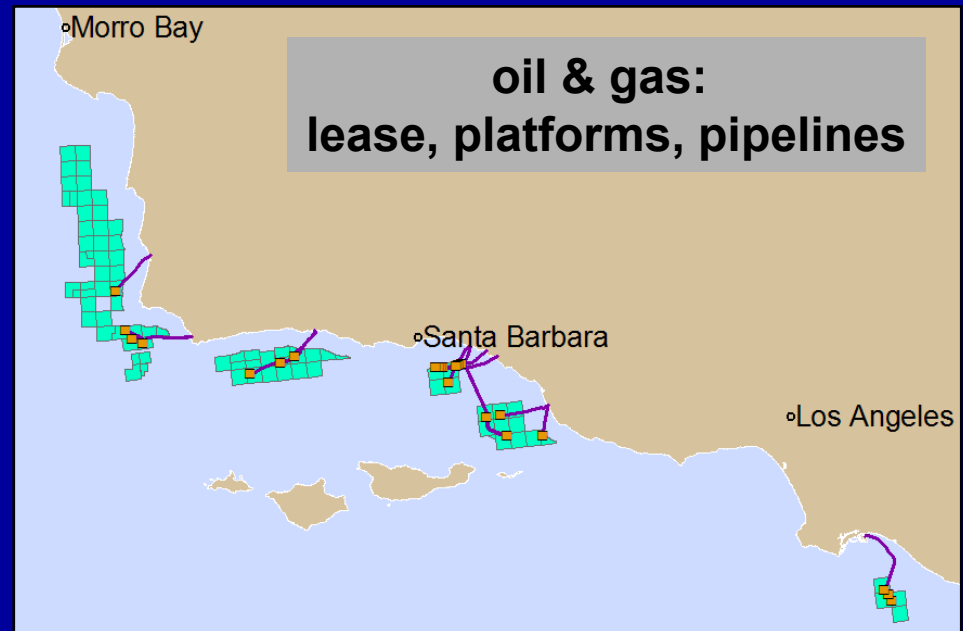 Morro Bay
oil & gas:
lease, platforms, pipelines
Santa Barbara
Los Angeles